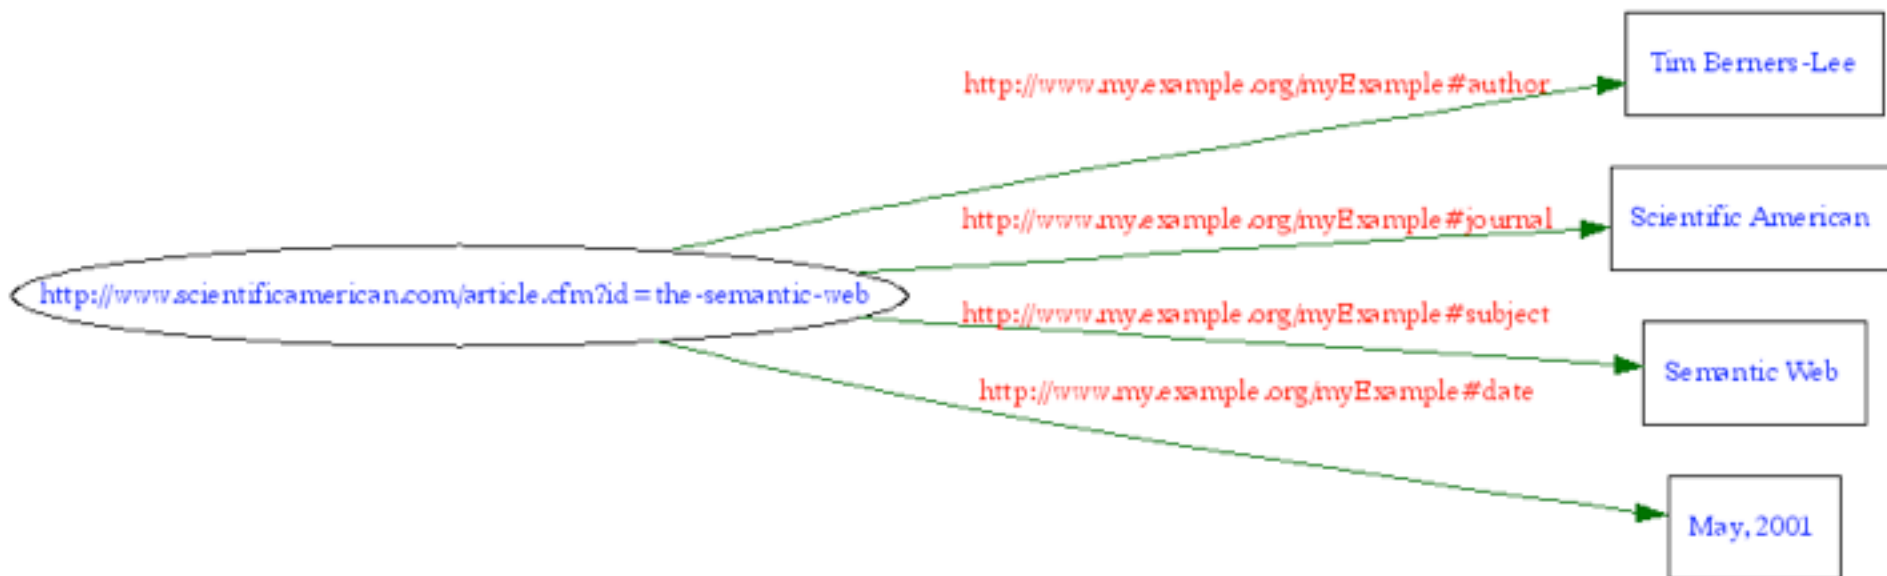 Tim Berners-Lee
http://www.my.example.org/myExample#author
http://www.my.example.org/myExample#journal
Scientific American
http://www.scientificamerican.com/article.cfm?id=the-semantic-web
http://www.my.example.org/myExample#subject
Semantic Web
http://www.my.example.org/myExample#date
May, 2001